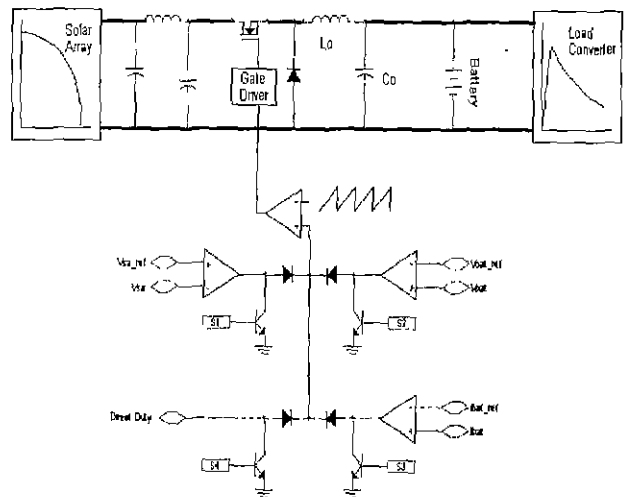 Solar
Array
Gate
Driver
Lo
Co
Battery
Load
Converter
Vsa_ref
Vsa
Vbat_ref
Vbat
S1
S2
Direct Duty
Ibat_ref
Ibat
S4
S3